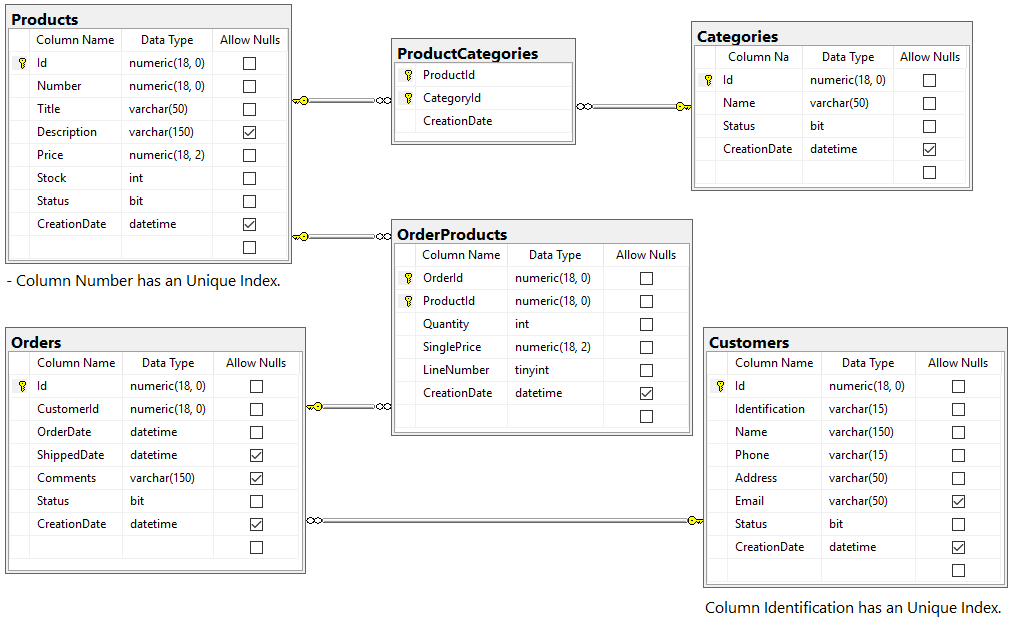 Products
Column Name Data Type Allow Nulls
Id numeric(18, 0)
Number numeric(18, 0)
Title varchar(50)
Description varchar(150)
Price numeric(18, 2)
Stock int
Status bit
CreationDate datetime
- Column Number has an Unique Index.
ProductCategories
ProductId
CategoryId
CreationDate
Categories
Column Na Data Type Allow Nulls
Id numeric(18, 0)
Name varchar(50)
Status bit
CreationDate datetime
OrderProducts
Column Name Data Type Allow Nulls
OrderId numeric(18, 0)
ProductId numeric(18, 0)
Quantity int
SinglePrice numeric(18, 2)
LineNumber tinyint
CreationDate datetime
Orders
Column Name Data Type Allow Nulls
Id numeric(18, 0)
CustomerId numeric(18, 0)
OrderDate datetime
ShippedDate datetime
Comments varchar(150)
Status bit
CreationDate datetime
Customers
Column Name Data Type Allow Nulls
Id numeric(18, 0)
Identification varchar(15)
Name varchar(150)
Phone varchar(15)
Address varchar(50)
Email varchar(50)
Status bit
CreationDate datetime
Column Identification has an Unique Index.